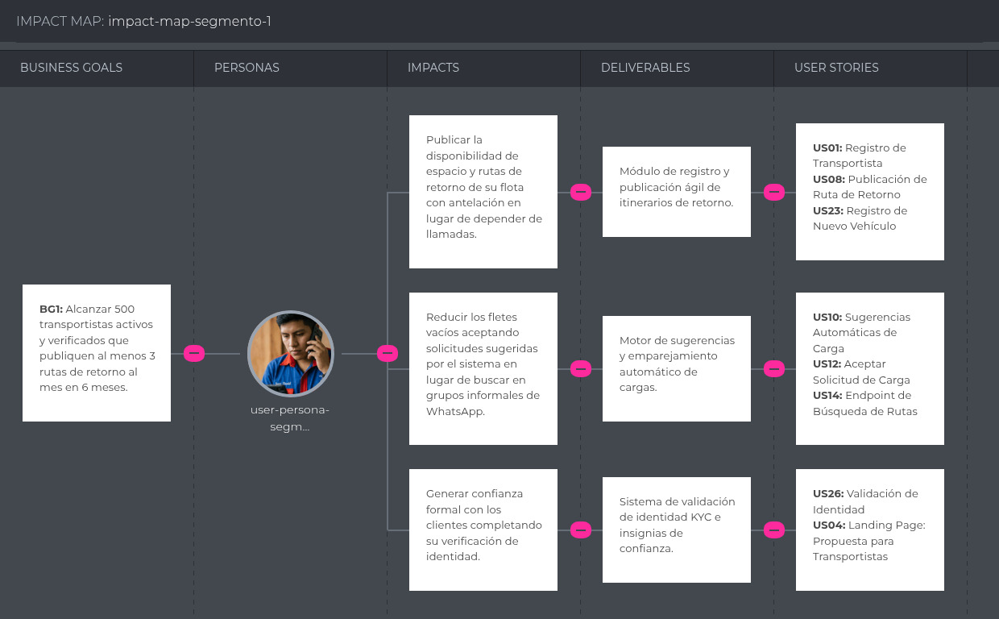 IMPACT MAP: impact-map-segmento-1
BUSINESS GOALS
PERSONAS
IMPACTS
DELIVERABLES
USER STORIES
BG1: Alcanzar 500
transportistas activos
y verificados que
publiquen al menos 3
rutas de retorno al
mes en 6 meses.
user-persona-
segm...
Publicar la
disponibilidad de
espacio y rutas de
retorno de su flota
con antelación en
lugar de depender de
llamadas.
Módulo de registro y
publicación ágil de
itinerarios de retorno.
US01: Registro de
Transportista
US08: Publicación de
Ruta de Retorno
US23: Registro de
Nuevo Vehículo
Reducir los fletes
vacíos aceptando
solicitudes sugeridas
por el sistema en
lugar de buscar en
grupos informales de
WhatsApp.
Motor de sugerencias
y emparejamiento
automático de
cargas.
US10: Sugerencias
Automáticas de
Carga
US12: Aceptar
Solicitud de Carga
US14: Endpoint de
Búsqueda de Rutas
Generar confianza
formal con los
clientes completando
su verificación de
identidad.
Sistema de validación
de identidad KYC e
insignias de
confianza.
US26: Validación de
Identidad
US04: Landing Page:
Propuesta para
Transportistas